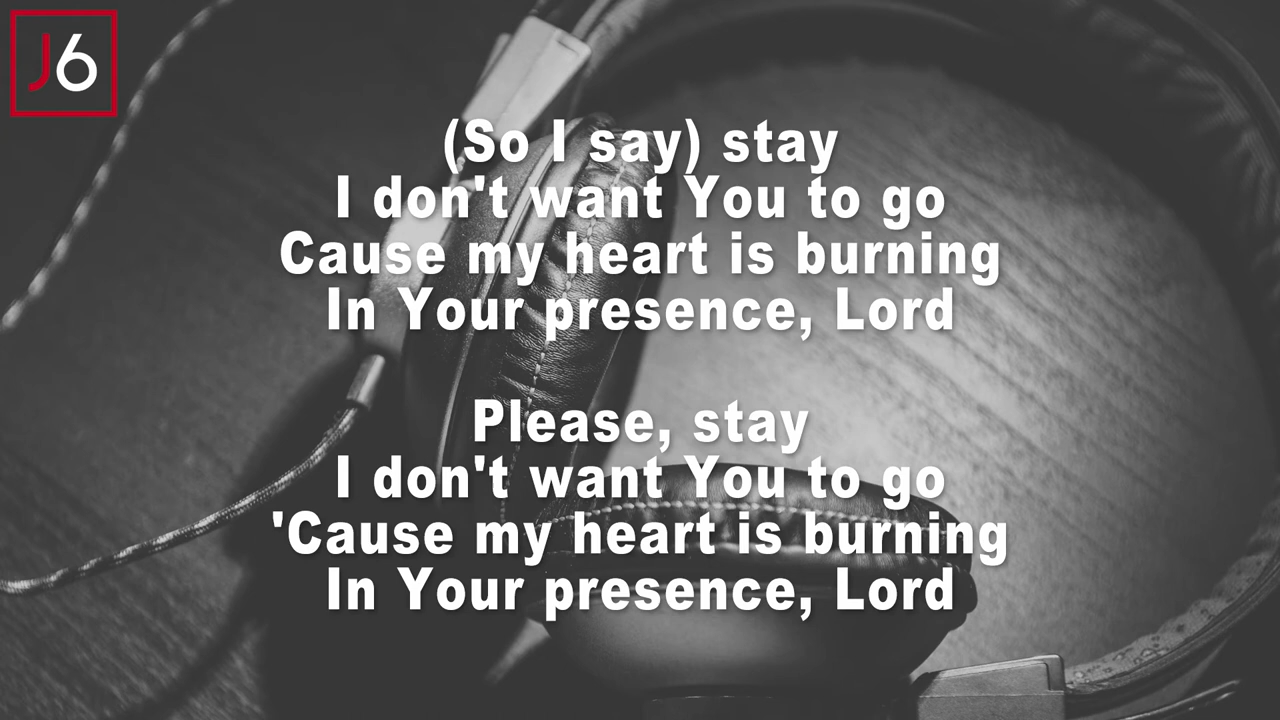 J6
(So I say) stay
I don't want You to go
Cause my heart is burning
In Your presence, Lord
Please, stay
I don't want You to go
'Cause my heart is burning
In Your presence, Lord